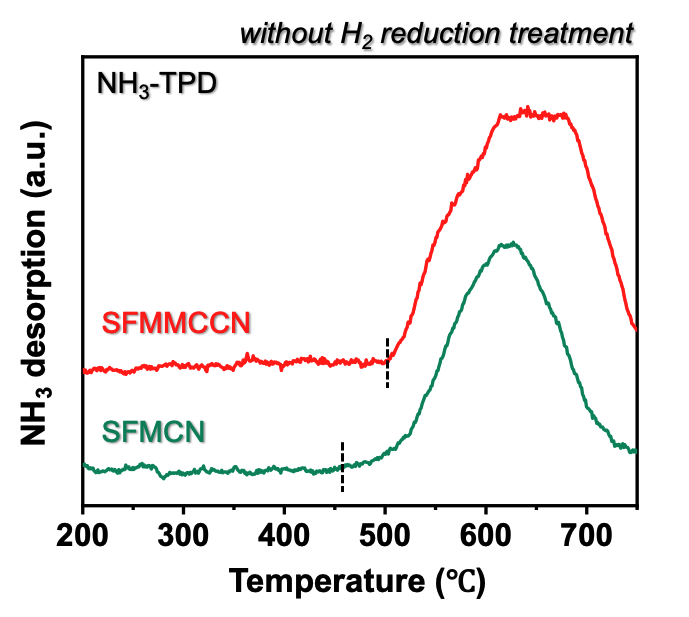 without H₂ reduction treatment
NH₃-TPD
NH₃ desorption (a.u.)
SFMMCCN
SFMCN
200 300 400 500 600 700
Temperature (℃)